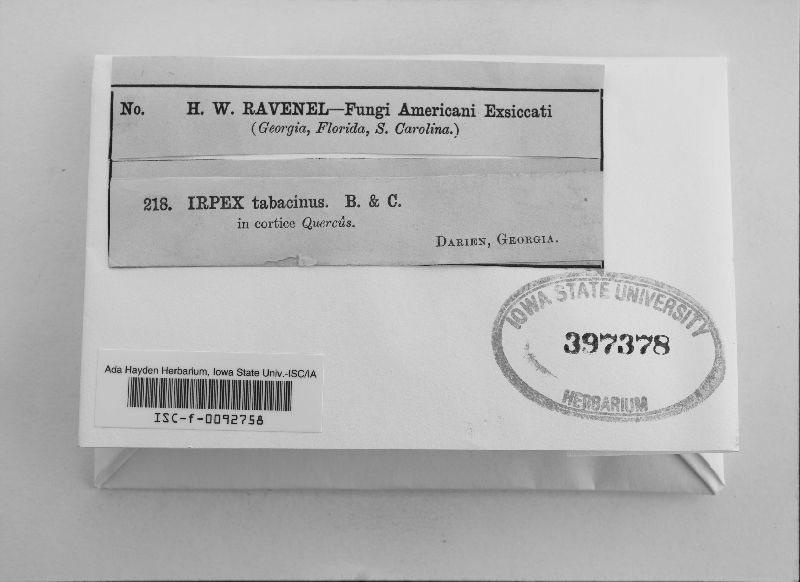 No. H. W. RAVENEL—Fungi Americani Exsiccati
(Georgia, Florida, S. Carolina.)
218. IRPEX tabacinus. B. & C.
in cortice Quercûs.
DARIEN, GEORGIA.
IOWA STATE UNIVERSITY
397378
HERBARIUM
Ada Hayden Herbarium, Iowa State Univ.-ISC/IA
ISC-f-0092758